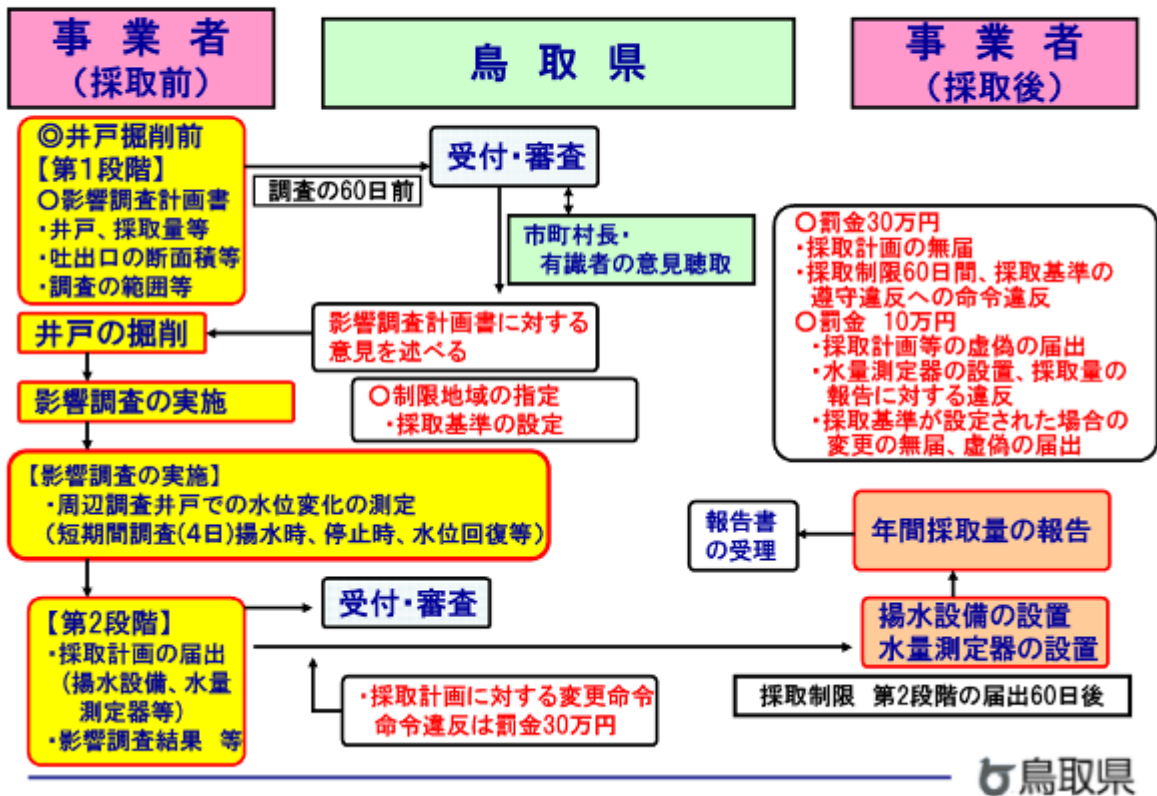 事 業 者
(採取前)
鳥 取 県
事 業 者
(採取後)
◎井戸掘削前
【第1段階】
○影響調査計画書
・井戸、採取量等
・吐出口の断面積等
・調査の範囲等
調査の60日前
受付・審査
市町村長・
有識者の意見聴取
井戸の掘削
影響調査計画書に対する
意見を述べる
影響調査の実施
○制限地域の指定
・採取基準の設定
○罰金30万円
・採取計画の無届
・採取制限60日間、採取基準の
遵守違反への命令違反
○罰金 10万円
・採取計画等の虚偽の届出
・水量測定器の設置、採取量の
報告に対する違反
・採取基準が設定された場合の
変更の無届、虚偽の届出
【影響調査の実施】
・周辺調査井戸での水位変化の測定
(短期間調査(4日)揚水時、停止時、水位回復等)
報告書
の受理
年間採取量の報告
【第2段階】
・採取計画の届出
(揚水設備、水量
測定器等)
・影響調査結果 等
受付・審査
揚水設備の設置
水量測定器の設置
・採取計画に対する変更命令
命令違反は罰金30万円
採取制限 第2段階の届出60日後
鳥取県